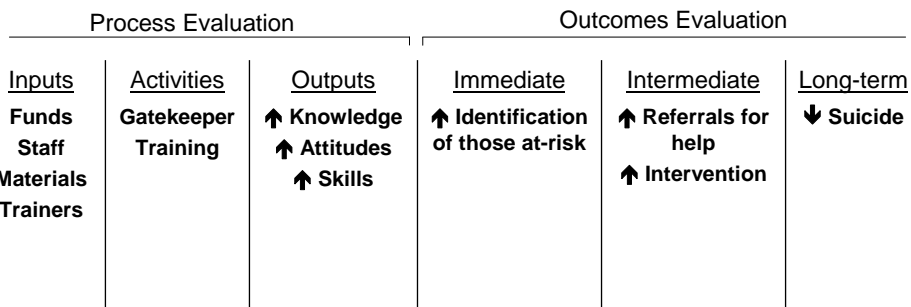 Process Evaluation
Outcomes Evaluation
Inputs
Funds
Staff
Materials
Trainers
Activities
Gatekeeper
Training
Outputs
↑ Knowledge
↑ Attitudes
↑ Skills
Immediate
↑ Identification
of those at-risk
Intermediate
↑ Referrals for
help
↑ Intervention
Long-term
↓ Suicide